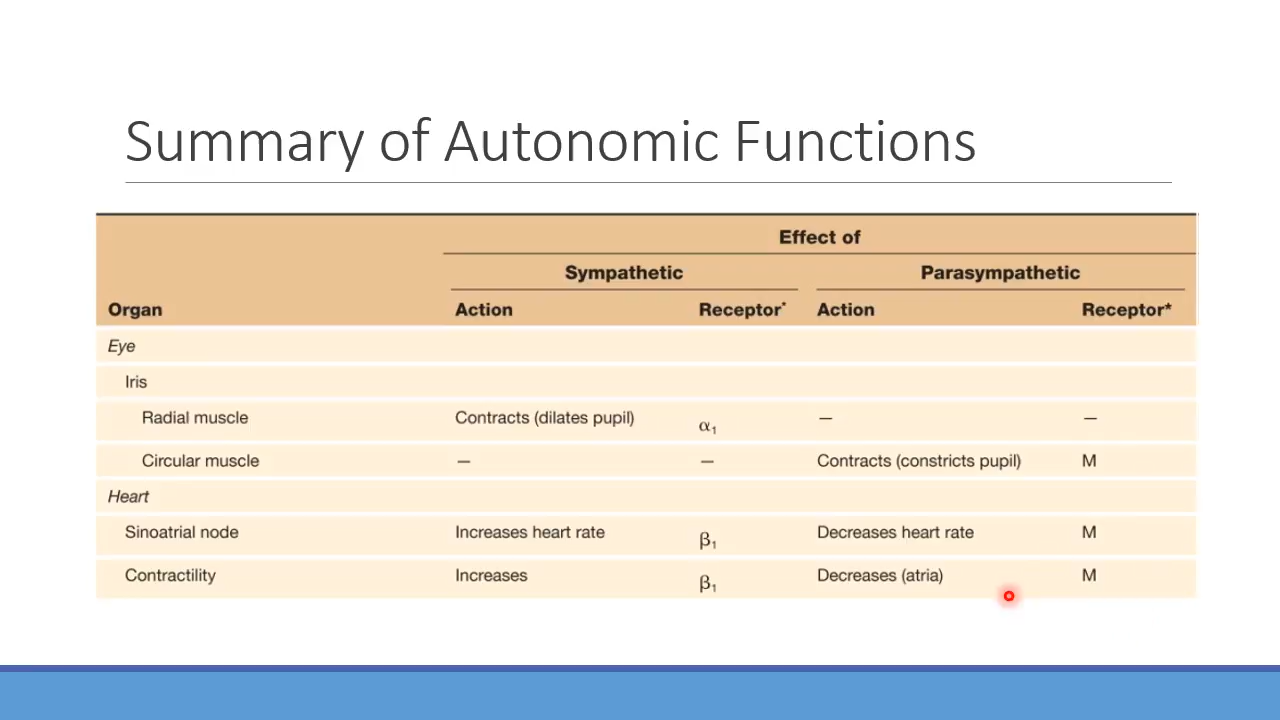 Summary of Autonomic Functions
Effect of
Sympathetic Parasympathetic
Organ Action Receptor* Action Receptor*
Eye
Iris
Radial muscle Contracts (dilates pupil) α₁ — —
Circular muscle — — Contracts (constricts pupil) M
Heart
Sinoatrial node Increases heart rate β₁ Decreases heart rate M
Contractility Increases β₁ Decreases (atria) M